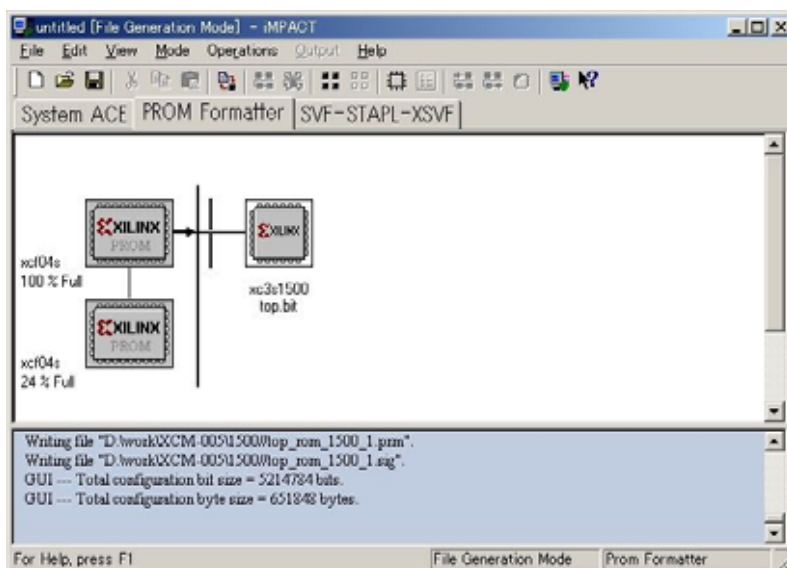 untitled [File Generation Mode] - iMPACT
File Edit View Mode Operations Output Help
System ACE PROM Formatter SVF-STAPL-XSVF
XILINX
PROM
XILINX
xcf04s
100 % Full
xc3s1500
top.bit
XILINX
PROM
xcf04s
24 % Full
Writing file "D:\work\XCM-005\1500\/top_rom_1500_1.prm".
Writing file "D:\work\XCM-005\1500\/top_rom_1500_1.sig".
GUI --- Total configuration bit size = 5214784 bits.
GUI --- Total configuration byte size = 651848 bytes.
For Help, press F1
File Generation Mode
Prom Formatter